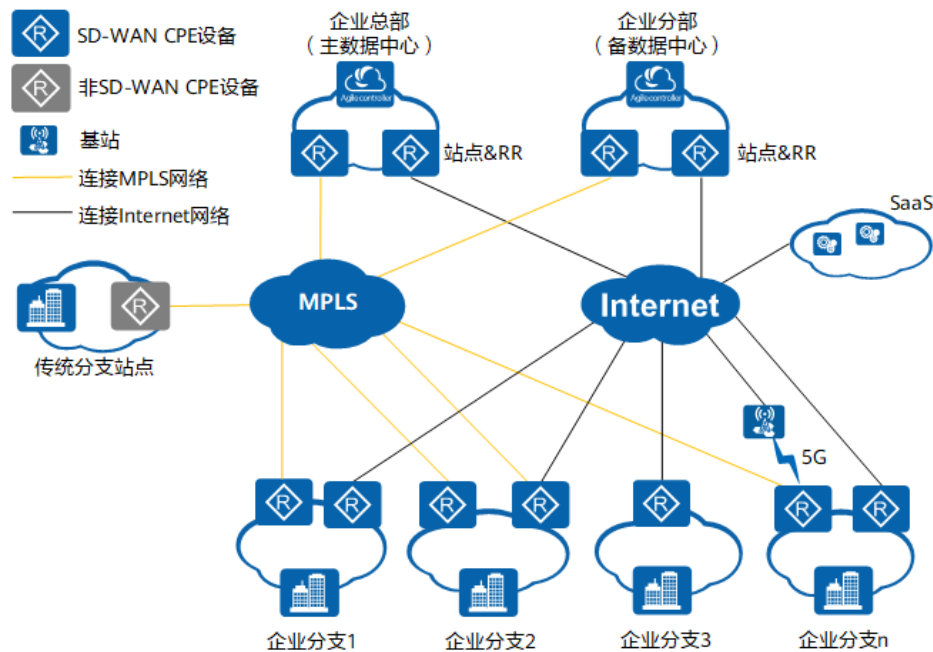 SD-WAN CPE设备
非SD-WAN CPE设备
基站
连接MPLS网络
连接Internet网络
企业总部
（主数据中心）
企业分部
（备数据中心）
Agilecontroller
Agilecontroller
R
R
R
R
R
R
站点&RR
站点&RR
SaaS
MPLS
Internet
R
传统分支站点
5G
R
R
R
R
R
R
R
企业分支1
企业分支2
企业分支3
企业分支n